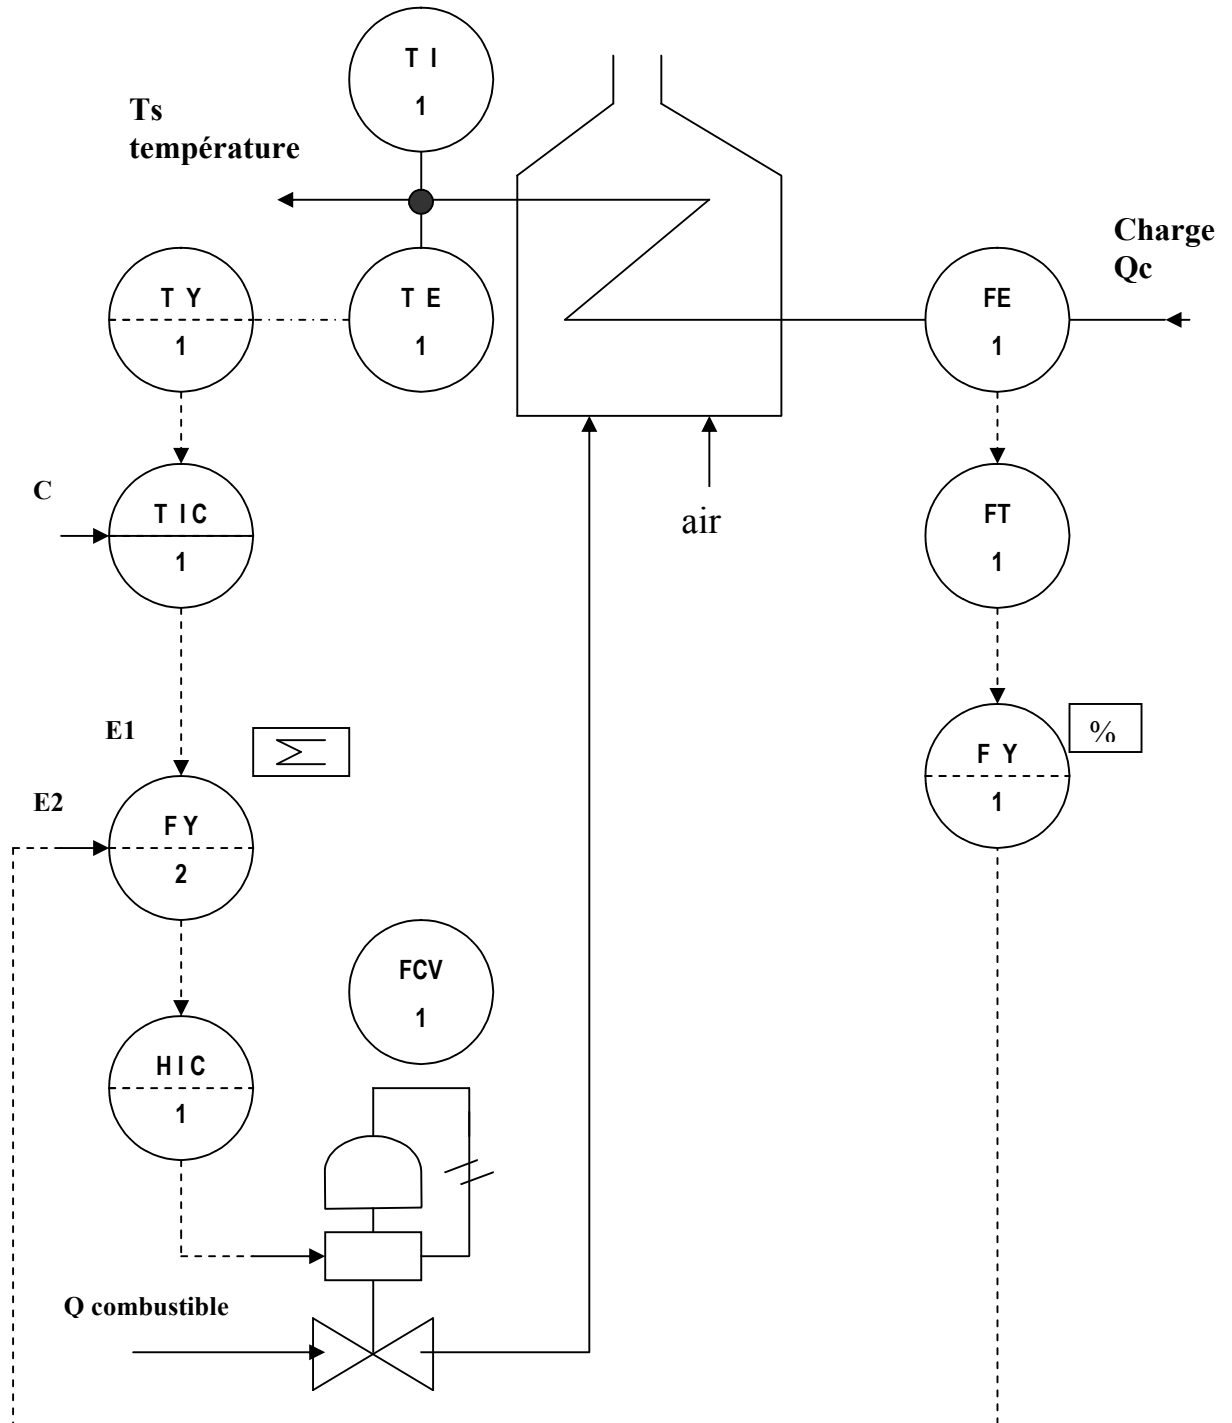 T I
1
Ts
température
Charge
Qc
T Y
1
T E
1
FE
1
C
T I C
1
air
FT
1
E1
Σ
F Y
1
%
E2
F Y
2
FCV
1
H I C
1
Q combustible